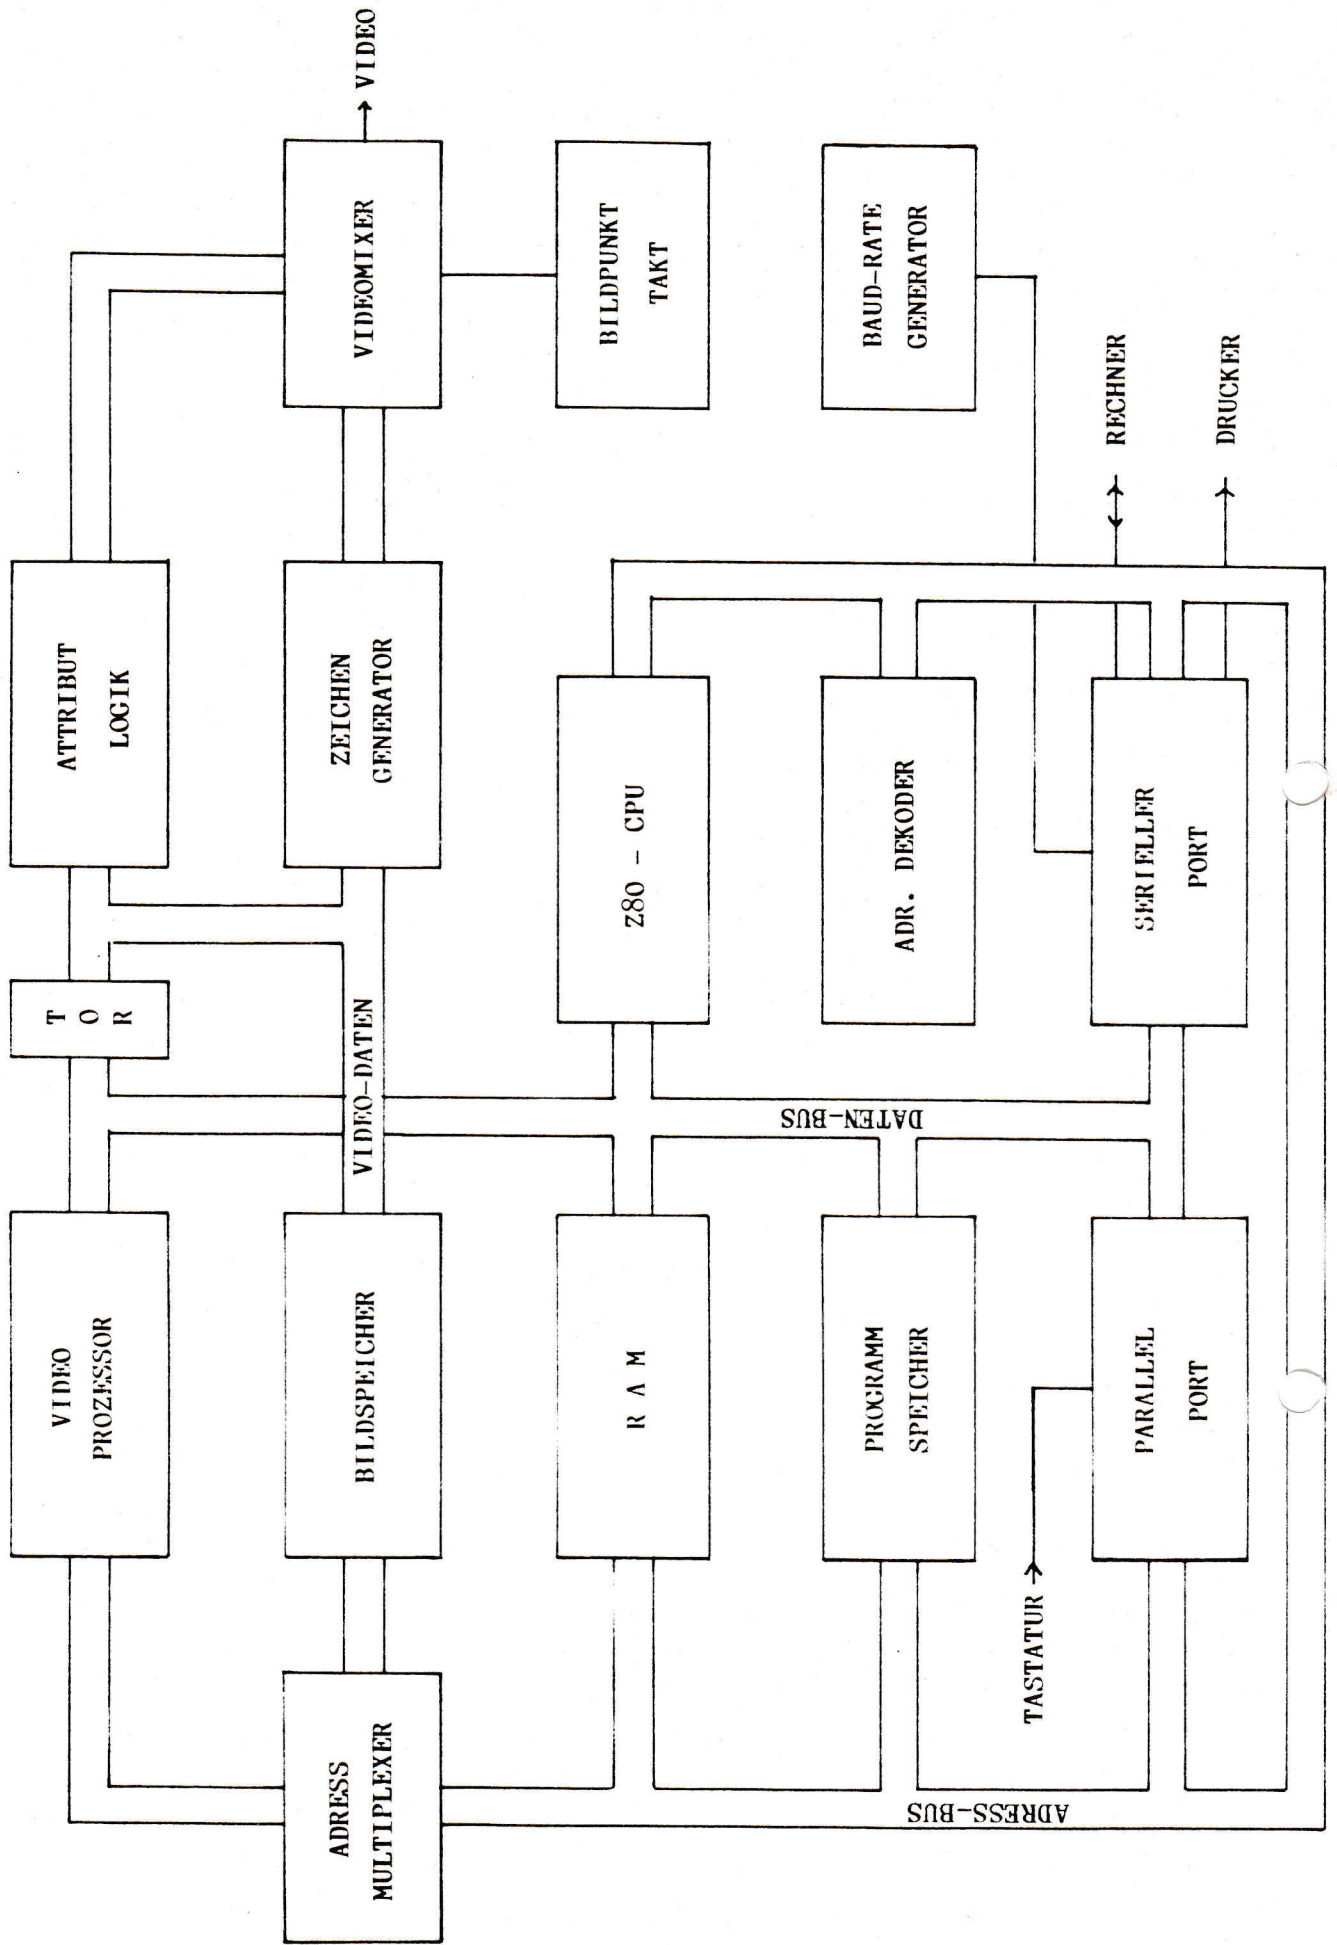 VIDEO
PROZESSOR
T
O
R
ATTRIBUT
LOGIK
ADRESS
MULTIPLEXER
BILDSPEICHER
VIDEO-DATEN
ZEICHEN
GENERATOR
VIDEOMIXER
VIDEO
R A M
Z80 - CPU
BILDPUNKT
TAKT
DATEN-BUS
PROGRAMM
SPEICHER
ADR. DEKODER
BAUD-RATE
GENERATOR
ADRESS-BUS
TASTATUR
PARALLEL
PORT
SERIELLER
PORT
RECHNER
DRUCKER